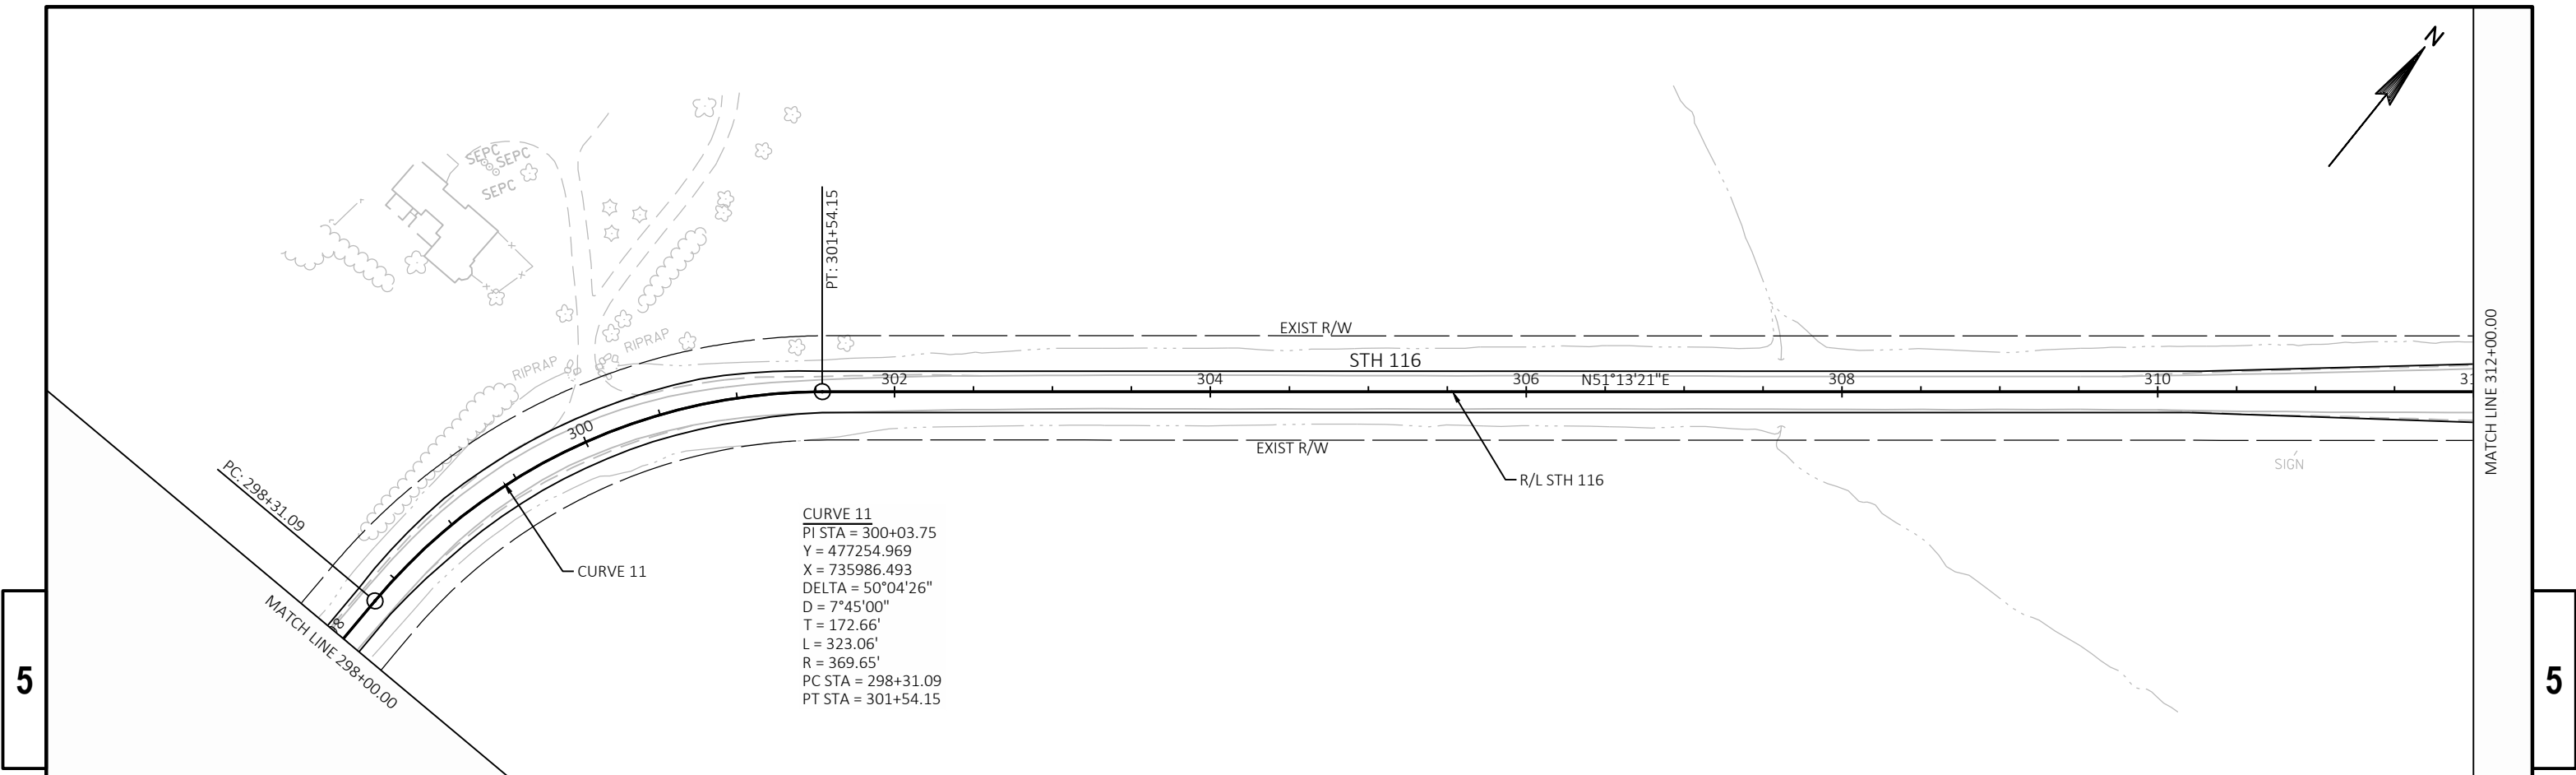 N
SEPC
SEPC
SEPC
PT: 301+54.15
RIPRAP
RIPRAP
EXIST R/W
STH 116
302
304
306
N51°13'21"E
308
310
31
MATCH LINE 312+00.00
300
EXIST R/W
SIGN
R/L STH 116
PC: 298+31.09
CURVE 11
MATCH LINE 298+00.00
CURVE 11
PI STA = 300+03.75
Y = 477254.969
X = 735986.493
DELTA = 50°04'26"
D = 7°45'00"
T = 172.66'
L = 323.06'
R = 369.65'
PC STA = 298+31.09
PT STA = 301+54.15
5
5